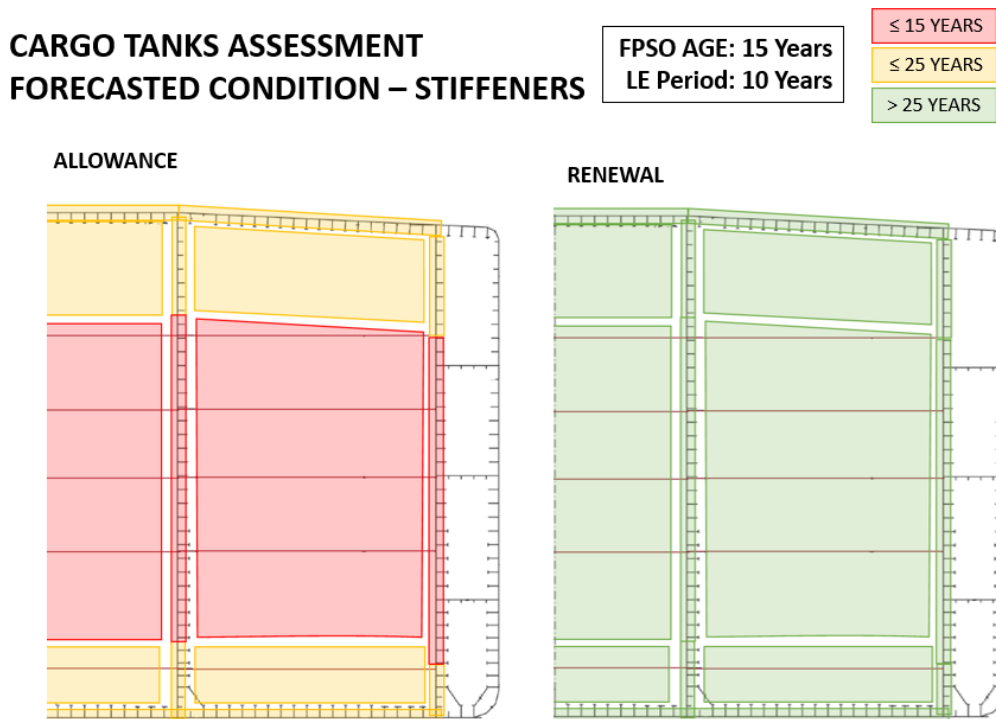 CARGO TANKS ASSESSMENT
FORECASTED CONDITION – STIFFENERS
FPSO AGE: 15 Years
LE Period: 10 Years
≤ 15 YEARS
≤ 25 YEARS
> 25 YEARS
ALLOWANCE
RENEWAL